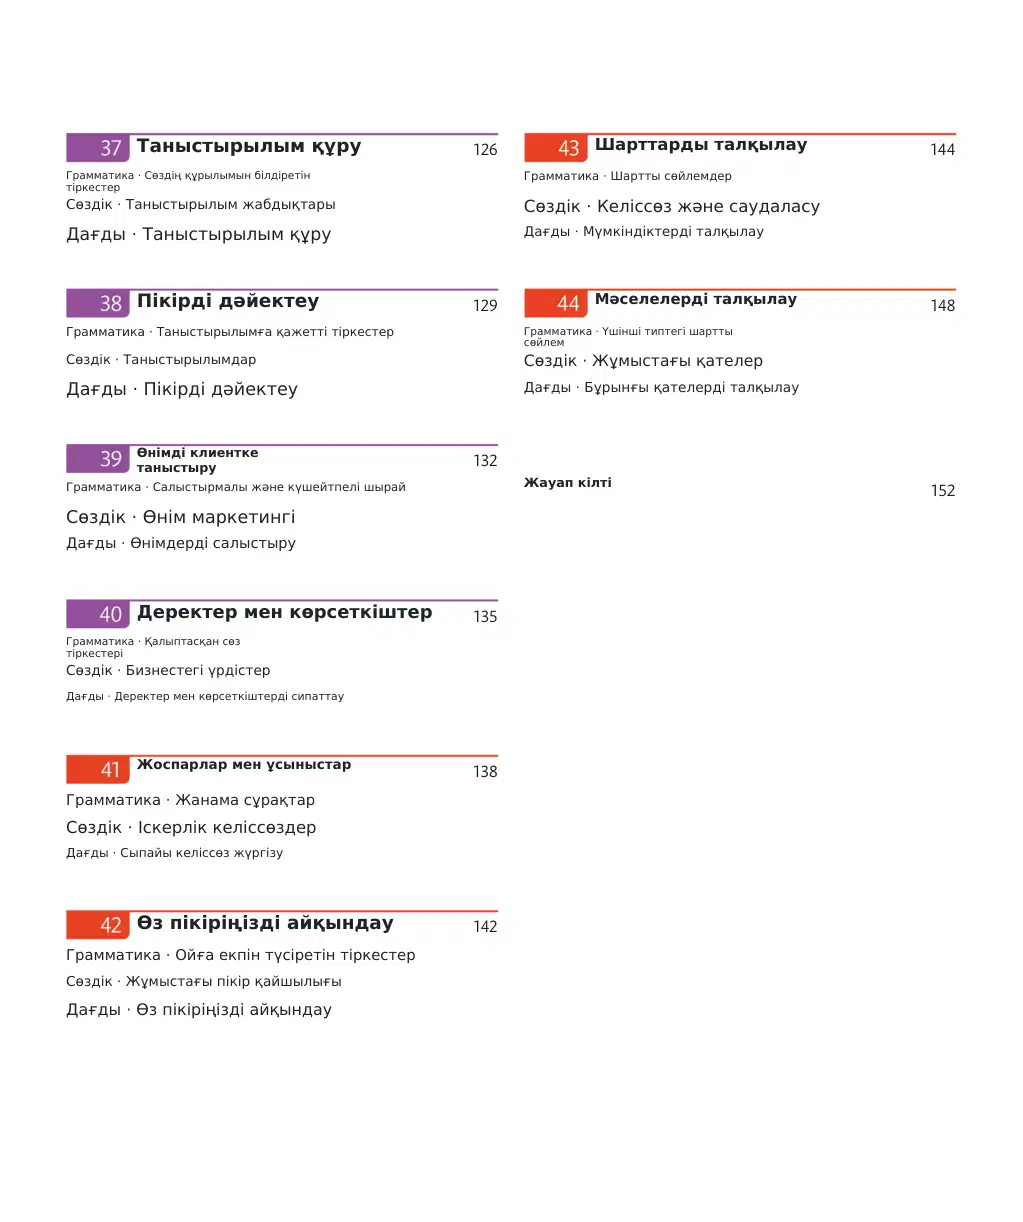 37 Таныстырылым құру 126
Грамматика · Сөздің құрылымын білдіретін
тіркестер
Сөздік · Таныстырылым жабдықтары
Дағды · Таныстырылым құру
38 Пікірді дәйектеу 129
Грамматика · Таныстырылымға қажетті тіркестер
Сөздік · Таныстырылымдар
Дағды · Пікірді дәйектеу
39 Өнімді клиентке
таныстыру 132
Грамматика · Салыстырмалы және күшейтпелі шырай
Сөздік · Өнім маркетингі
Дағды · Өнімдерді салыстыру
40 Деректер мен көрсеткіштер 135
Грамматика · Қалыптасқан сөз
тіркестері
Сөздік · Бизнестегі үрдістер
Дағды · Деректер мен көрсеткіштерді сипаттау
41 Жоспарлар мен ұсыныстар 138
Грамматика · Жанама сұрақтар
Сөздік · Іскерлік келіссөздер
Дағды · Сыпайы келіссөз жүргізу
42 Өз пікіріңізді айқындау 142
Грамматика · Ойға екпін түсіретін тіркестер
Сөздік · Жұмыстағы пікір қайшылығы
Дағды · Өз пікіріңізді айқындау
43 Шарттарды талқылау 144
Грамматика · Шартты сөйлемдер
Сөздік · Келіссөз және саудаласу
Дағды · Мүмкіндіктерді талқылау
44 Мәселелерді талқылау 148
Грамматика · Үшінші типтегі шартты
сөйлем
Сөздік · Жұмыстағы қателер
Дағды · Бұрынғы қателерді талқылау
Жауап кілті 152